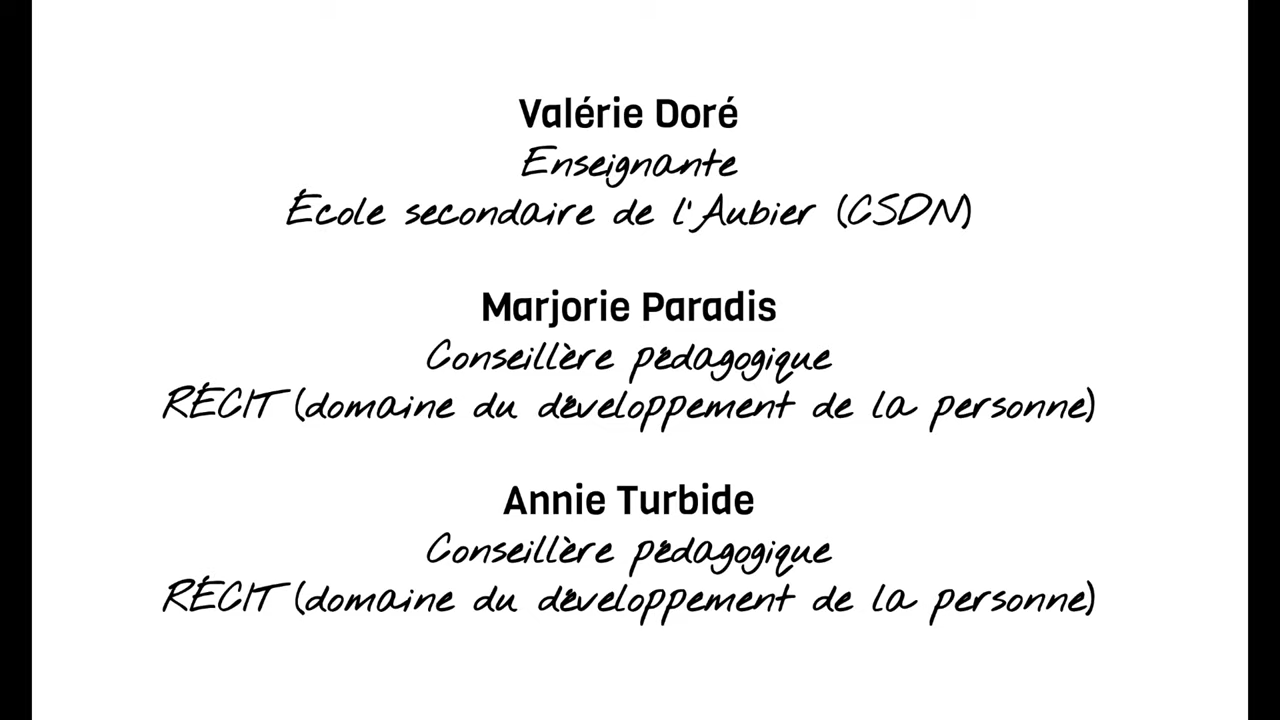 Valérie Doré
Enseignante
École secondaire de l'Aubier (CSDN)
Marjorie Paradis
Conseillère pédagogique
RÉCIT (domaine du développement de la personne)
Annie Turbide
Conseillère pédagogique
RÉCIT (domaine du développement de la personne)